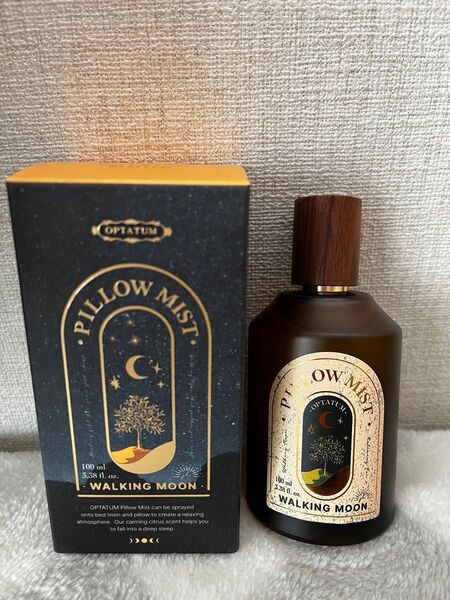 OPTATUM
· PILLOW MIST ·
100 ml
3.38 fl. oz.
· WALKING MOON ·
OPTATUM Pillow Mist can be sprayed
onto bed linen and pillow to create a relaxing
atmosphere. Our calming citrus scent helps you
to fall into a deep sleep.
· PILLOW MIST ·
·OPTATUM·
100 ml
3.38 fl. oz.
WALKING MOON